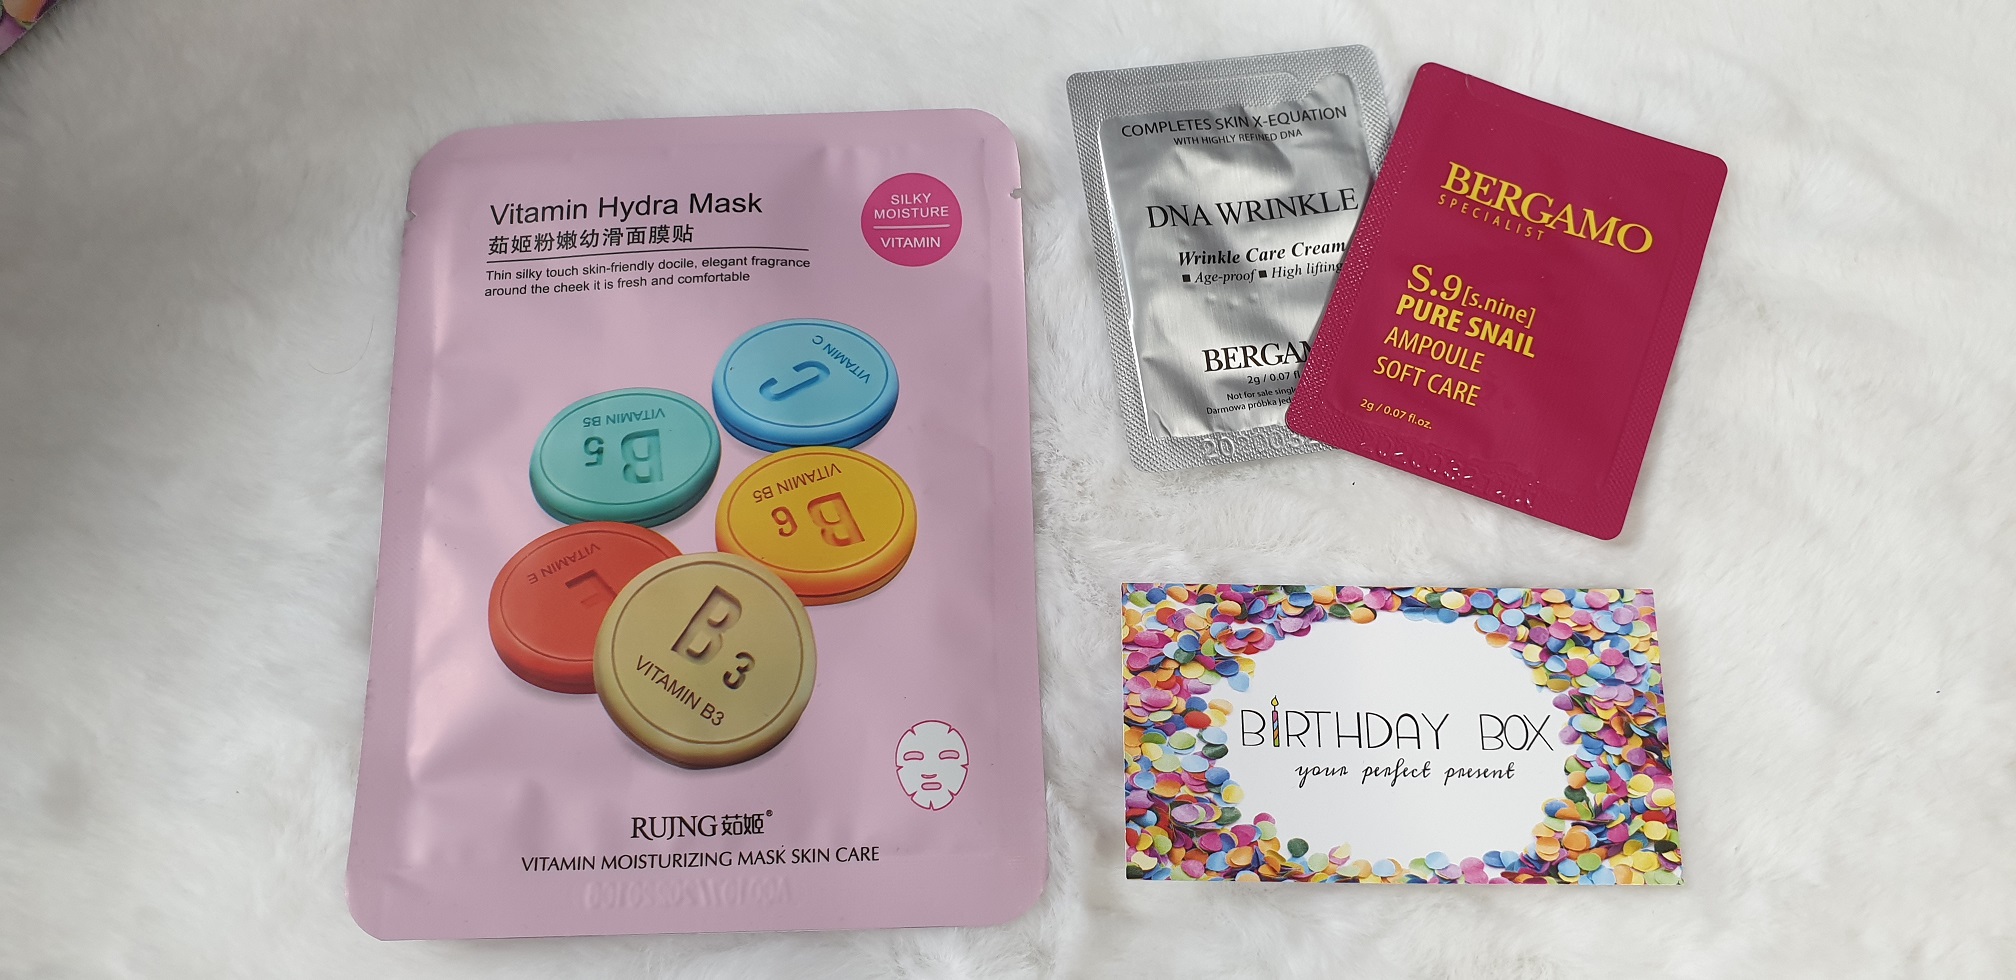 Vitamin Hydra Mask
茹姬粉嫩幼滑面膜贴
Thin silky touch skin-friendly docile, elegant fragrance
around the cheek it is fresh and comfortable
SILKY
MOISTURE
VITAMIN
VITAMIN C
C
VITAMIN B5
B5
VITAMIN B5
B6
VITAMIN E
E
B3
VITAMIN B3
RUJNG茹姬®
VITAMIN MOISTURIZING MASK SKIN CARE
COMPLETES SKIN X-EQUATION
WITH HIGHLY REFINED DNA
DNA WRINKLE
Wrinkle Care Cream
■ Age-proof ■ High lifting
BERGAM
2g / 0.07 fl
Not for sale
Darmowa próbka
BERGAMO
SPECIALIST
S.9[s.nine]
PURE SNAIL
AMPOULE
SOFT CARE
2g / 0.07 fl.oz.
BIRTHDAY BOX
your perfect present